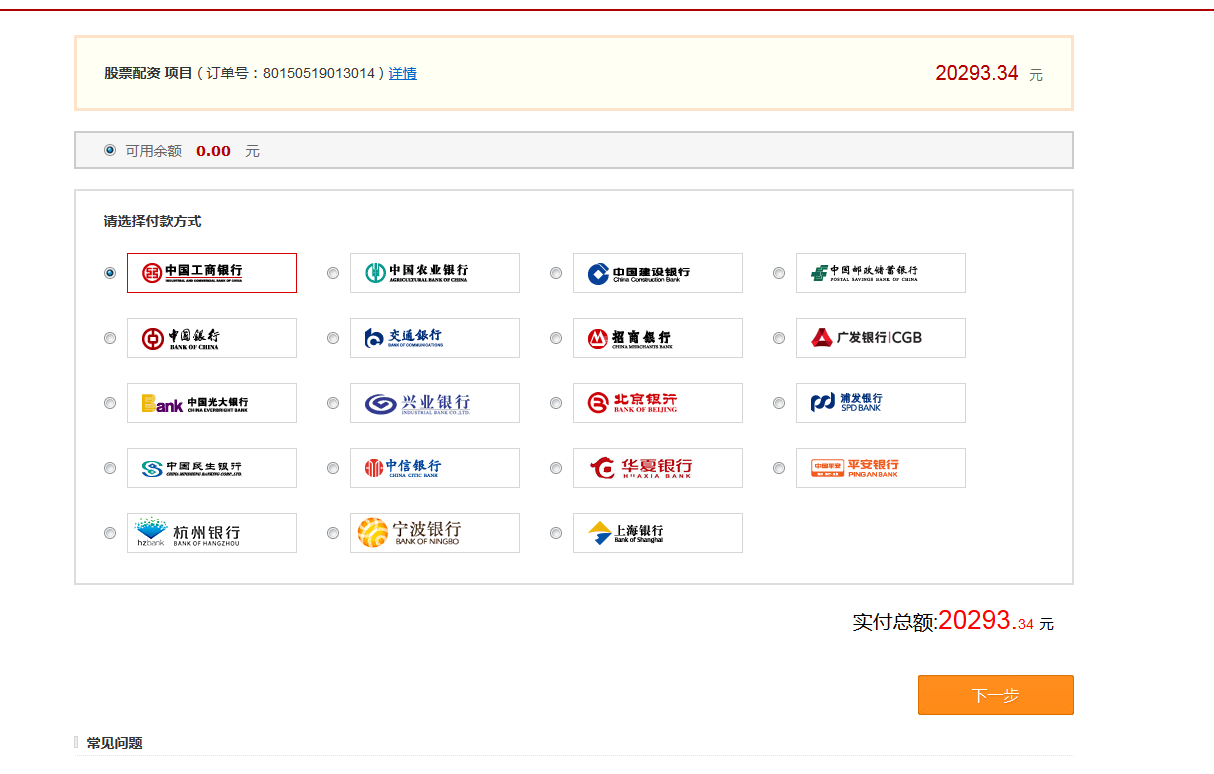 股票配资 项目 ( 订单号：80150519013014 ) 详情
20293.34 元
可用余额 0.00 元
请选择付款方式
中国工商银行
INDUSTRIAL AND COMMERCIAL BANK OF CHINA
中国农业银行
AGRICULTURAL BANK OF CHINA
中国建设银行
China Construction Bank
中国邮政储蓄银行
POSTAL SAVINGS BANK OF CHINA
中国银行
BANK OF CHINA
交通银行
BANK OF COMMUNICATIONS
招商银行
CHINA MERCHANTS BANK
广发银行|CGB
Bank 中国光大银行
CHINA EVERBRIGHT BANK
兴业银行
INDUSTRIAL BANK CO.,LTD.
北京银行
BANK OF BEIJING
浦发银行
SPD BANK
中国民生银行
CHINA MINSHENG BANKING CORP.,LTD.
中信银行
CHINA CITIC BANK
华夏银行
HUAXIA BANK
中国平安 平安银行
PING AN BANK
hzbank
杭州银行
BANK OF HANGZHOU
宁波银行
BANK OF NINGBO
上海银行
Bank of Shanghai
实付总额:20293.34 元
下一步
常见问题